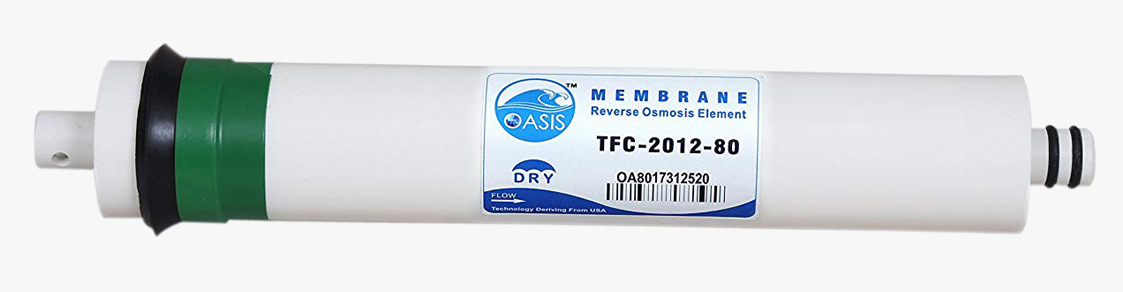 OASIS ™
MEMBRANE
Reverse Osmosis Element
TFC-2012-80
DRY
OA8017312520
FLOW
Technology Deriving From USA